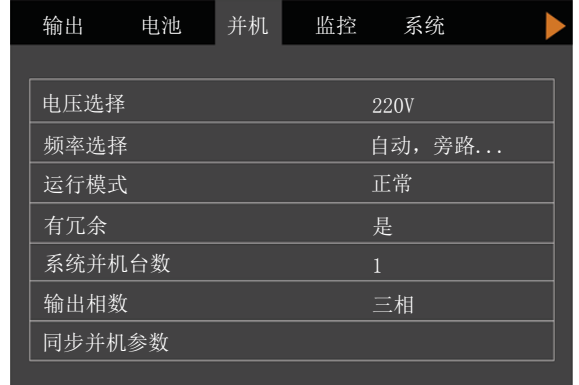 输出 电池 并机 监控 系统
电压选择 220V
频率选择 自动，旁路...
运行模式 正常
有冗余 是
系统并机台数 1
输出相数 三相
同步并机参数